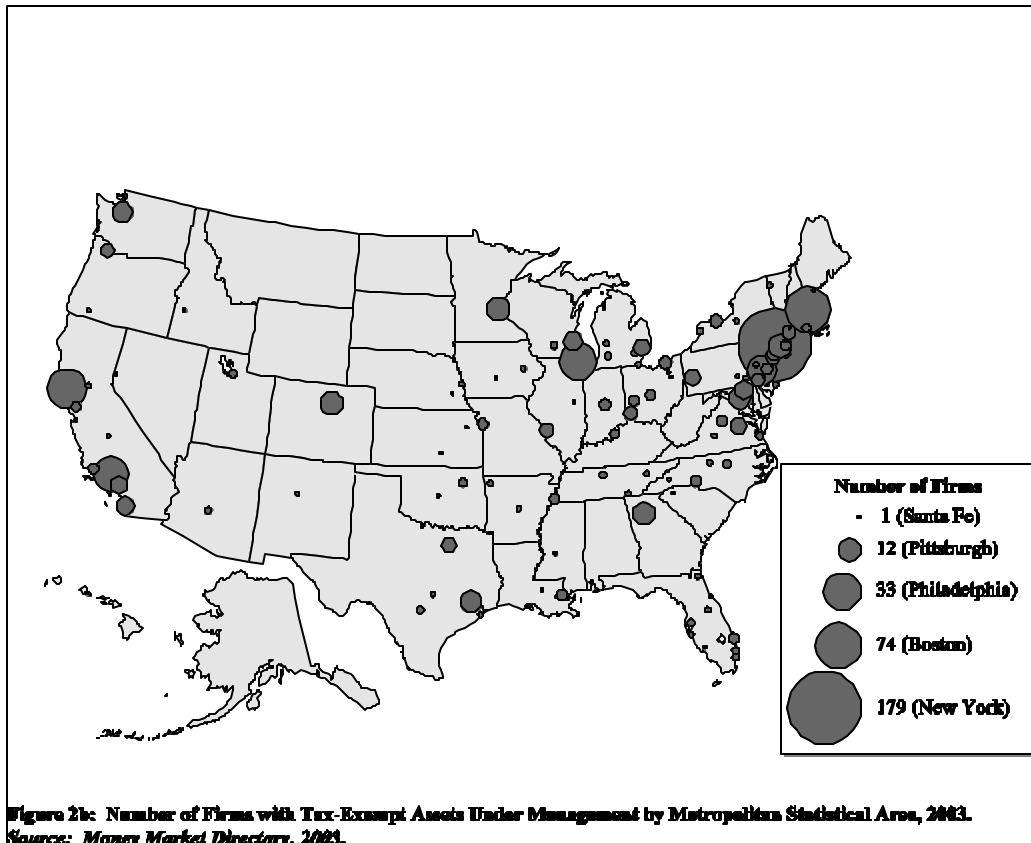 Number of Firms
1 (Santa Fe)
12 (Pittsburgh)
33 (Philadelphia)
74 (Boston)
179 (New York)
Figure 2b: Number of Firms with Tax-Exempt Assets Under Management by Metropolitan Statistical Area, 2003.
Source: Money Market Directory, 2003.